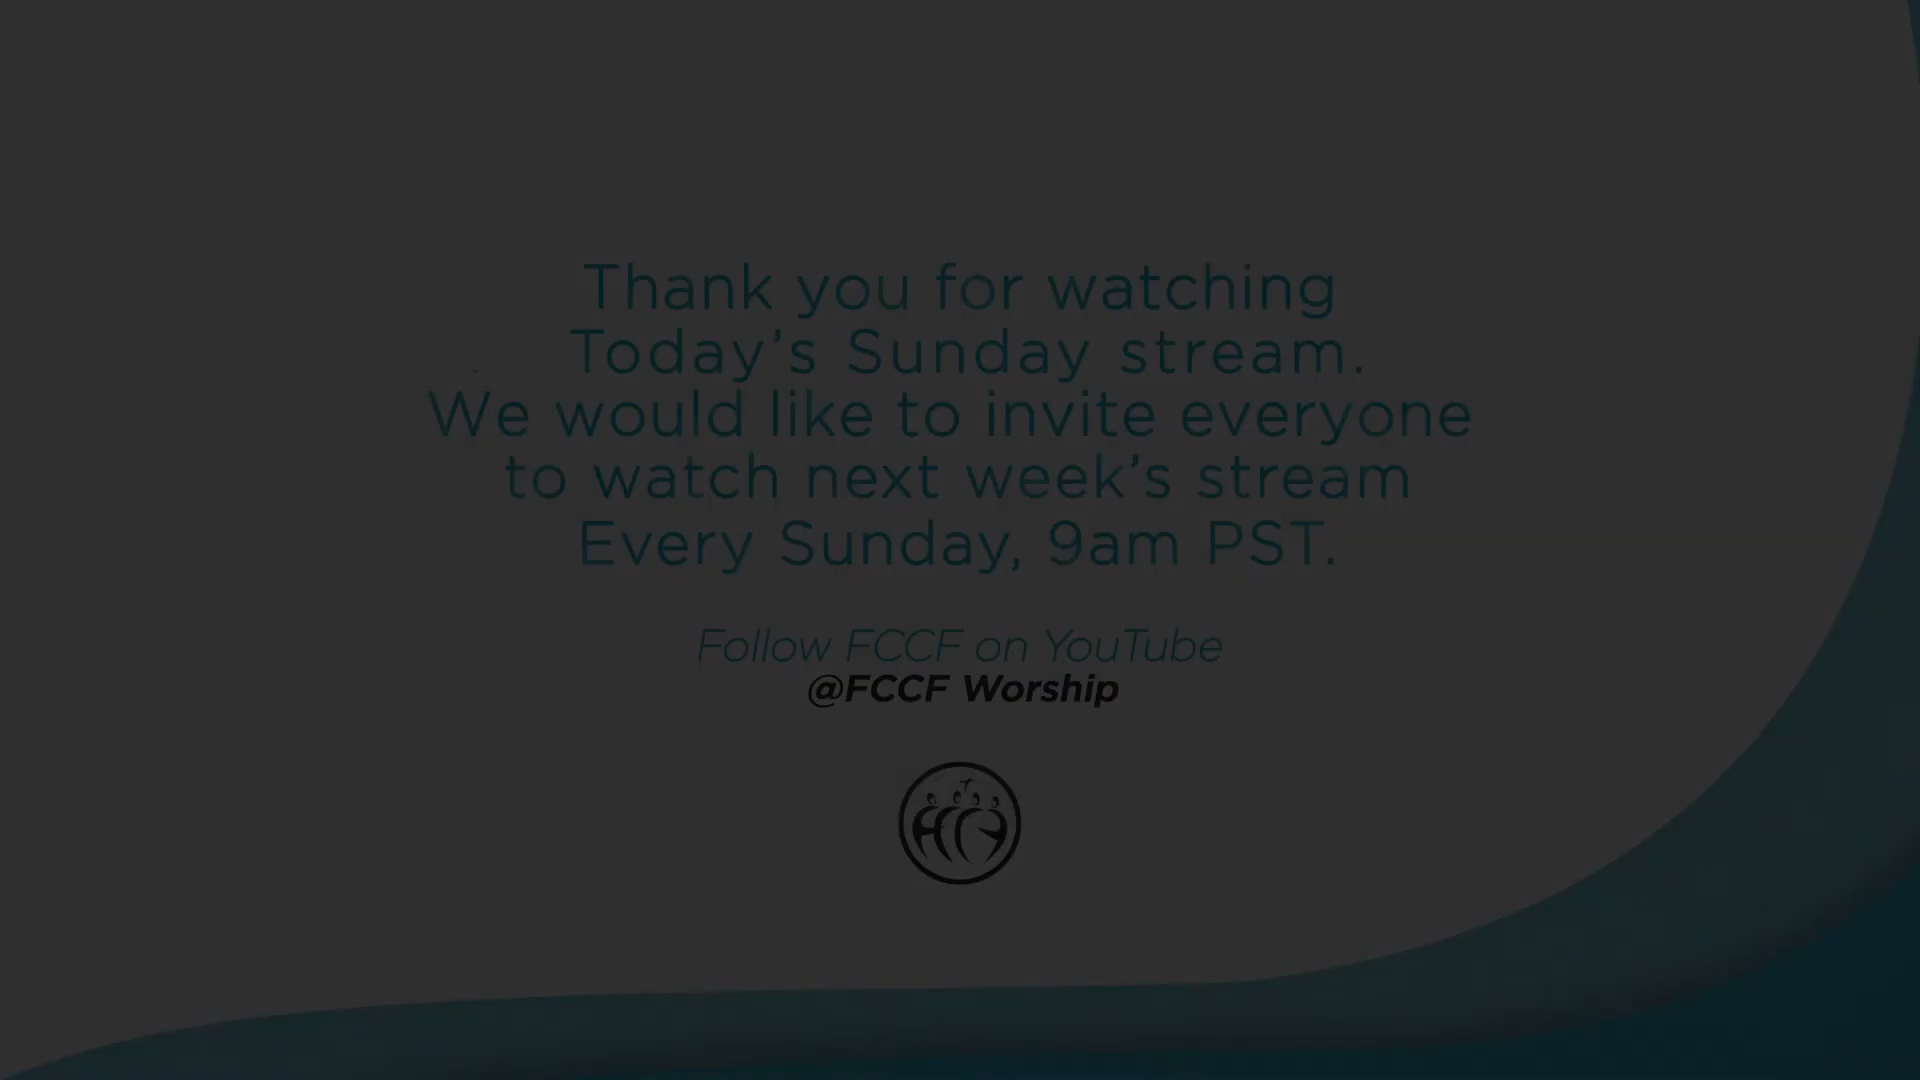 Thank you for watching
Today’s Sunday stream.
We would like to invite everyone
to watch next week’s stream
Every Sunday, 9am PST.
Follow FCCF on YouTube
@FCCF Worship